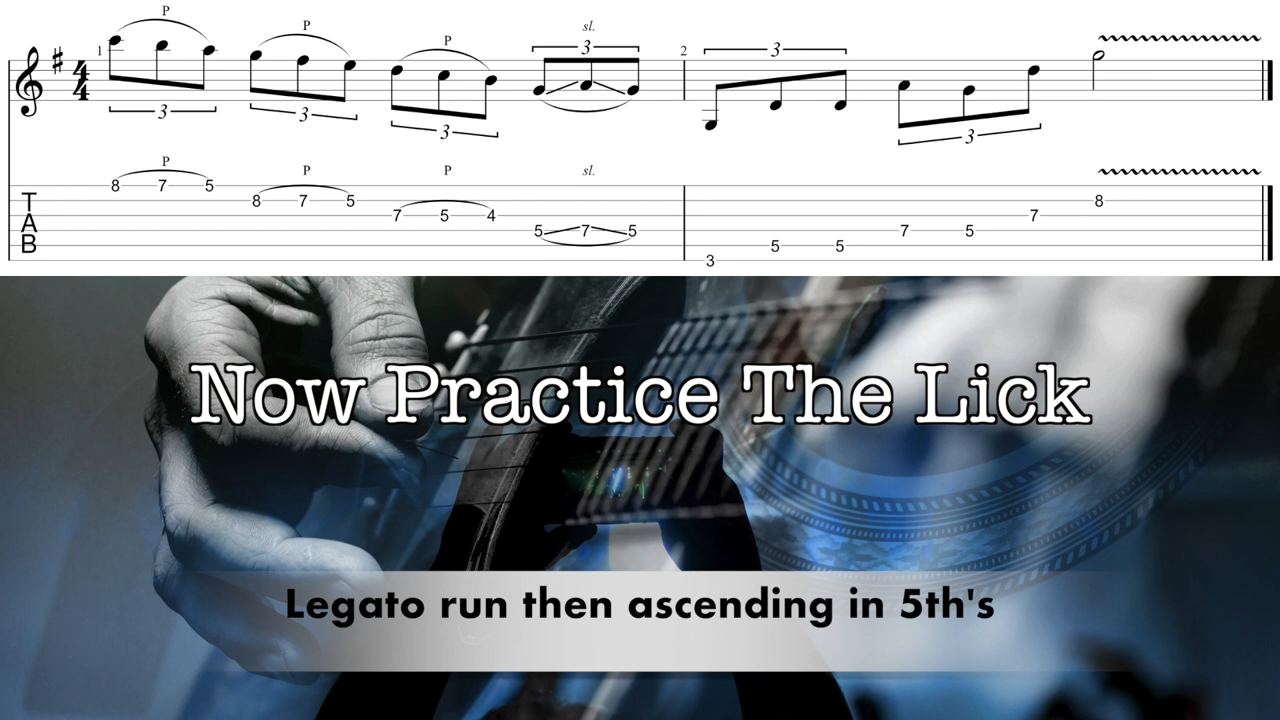 P P P sl.
1 3 2 3
4
4
3 3 3 3
P P P sl.
T 8 7 5 8 7 5 7 5 4 5 7 5 3 5 5 7 5 7 8
A
B
Now Practice The Lick
Legato run then ascending in 5th's